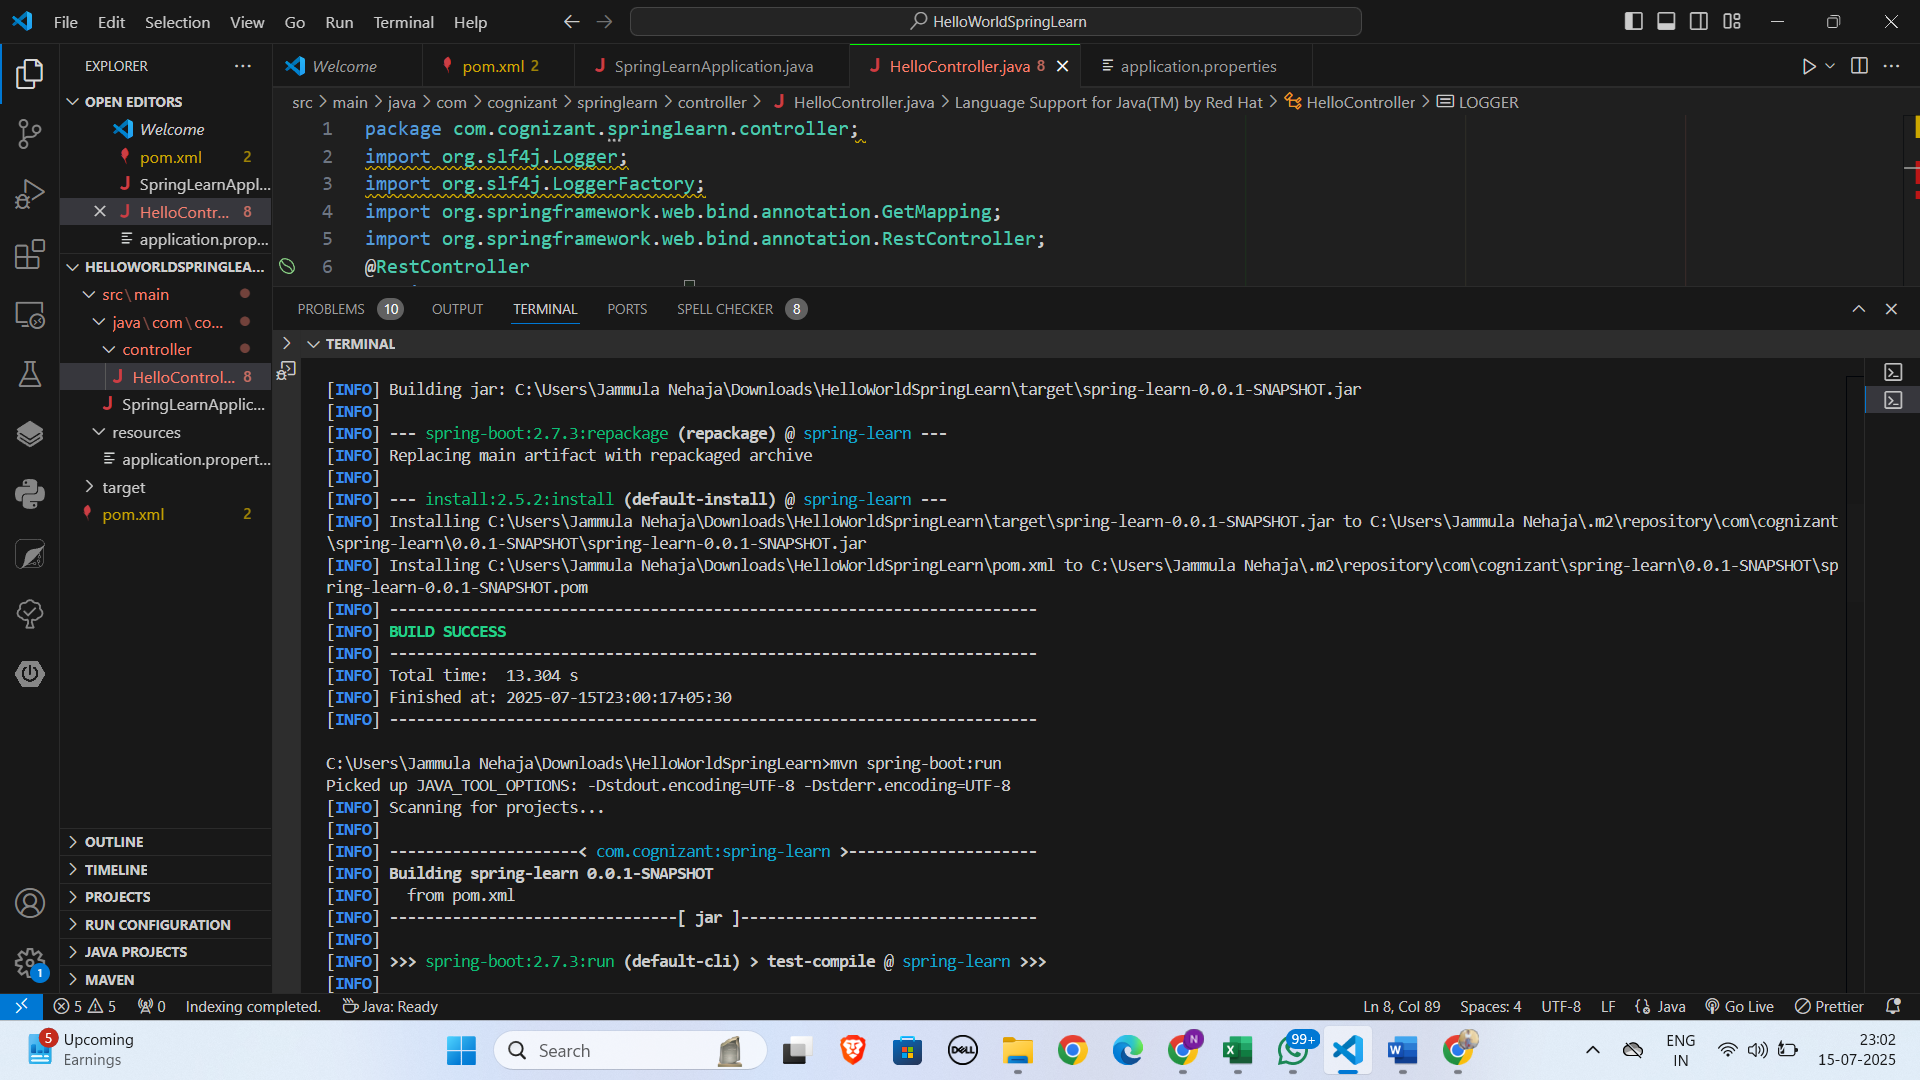 File Edit Selection View Go Run Terminal Help
HelloWorldSpringLearn
EXPLORER
Welcome
pom.xml 2
SpringLearnApplication.java
HelloController.java 8
application.properties
src > main > java > com > cognizant > springlearn > controller > HelloController.java > Language Support for Java(TM) by Red Hat > HelloController > LOGGER
OPEN EDITORS
Welcome
pom.xml 2
SpringLearnAppl...
HelloContr... 8
application.prop...
HELLOWORLDSPRINGLEA...
src\main
java\com\co...
controller
HelloControl... 8
SpringLearnApplic...
resources
application.propert...
target
pom.xml 2
OUTLINE
TIMELINE
PROJECTS
RUN CONFIGURATION
JAVA PROJECTS
MAVEN
1 package com.cognizant.springlearn.controller;
2 import org.slf4j.Logger;
3 import org.slf4j.LoggerFactory;
4 import org.springframework.web.bind.annotation.GetMapping;
5 import org.springframework.web.bind.annotation.RestController;
6 @RestController
PROBLEMS 10 OUTPUT TERMINAL PORTS SPELL CHECKER 8
TERMINAL
[INFO] Building jar: C:\Users\Jammula Nehaja\Downloads\HelloWorldSpringLearn\target\spring-learn-0.0.1-SNAPSHOT.jar
[INFO]
[INFO] --- spring-boot:2.7.3:repackage (repackage) @ spring-learn ---
[INFO] Replacing main artifact with repackaged archive
[INFO]
[INFO] --- install:2.5.2:install (default-install) @ spring-learn ---
[INFO] Installing C:\Users\Jammula Nehaja\Downloads\HelloWorldSpringLearn\target\spring-learn-0.0.1-SNAPSHOT.jar to C:\Users\Jammula Nehaja\.m2\repository\com\cognizant
\spring-learn\0.0.1-SNAPSHOT\spring-learn-0.0.1-SNAPSHOT.jar
[INFO] Installing C:\Users\Jammula Nehaja\Downloads\HelloWorldSpringLearn\pom.xml to C:\Users\Jammula Nehaja\.m2\repository\com\cognizant\spring-learn\0.0.1-SNAPSHOT\sp
ring-learn-0.0.1-SNAPSHOT.pom
[INFO] ------------------------------------------------------------------------
[INFO] BUILD SUCCESS
[INFO] ------------------------------------------------------------------------
[INFO] Total time:  13.304 s
[INFO] Finished at: 2025-07-15T23:00:17+05:30
[INFO] ------------------------------------------------------------------------
C:\Users\Jammula Nehaja\Downloads\HelloWorldSpringLearn>mvn spring-boot:run
Picked up JAVA_TOOL_OPTIONS: -Dstdout.encoding=UTF-8 -Dstderr.encoding=UTF-8
[INFO] Scanning for projects...
[INFO]
[INFO] ---------------------< com.cognizant:spring-learn >---------------------
[INFO] Building spring-learn 0.0.1-SNAPSHOT
[INFO]   from pom.xml
[INFO] --------------------------------[ jar ]---------------------------------
[INFO]
[INFO] >>> spring-boot:2.7.3:run (default-cli) > test-compile @ spring-learn >>>
[INFO]
1
5 5 0 Indexing completed. Java: Ready Ln 8, Col 89 Spaces: 4 UTF-8 LF Java Go Live Prettier
5
Upcoming
Earnings
Search
DELL
N
99+
ENG
IN
23:02
15-07-2025